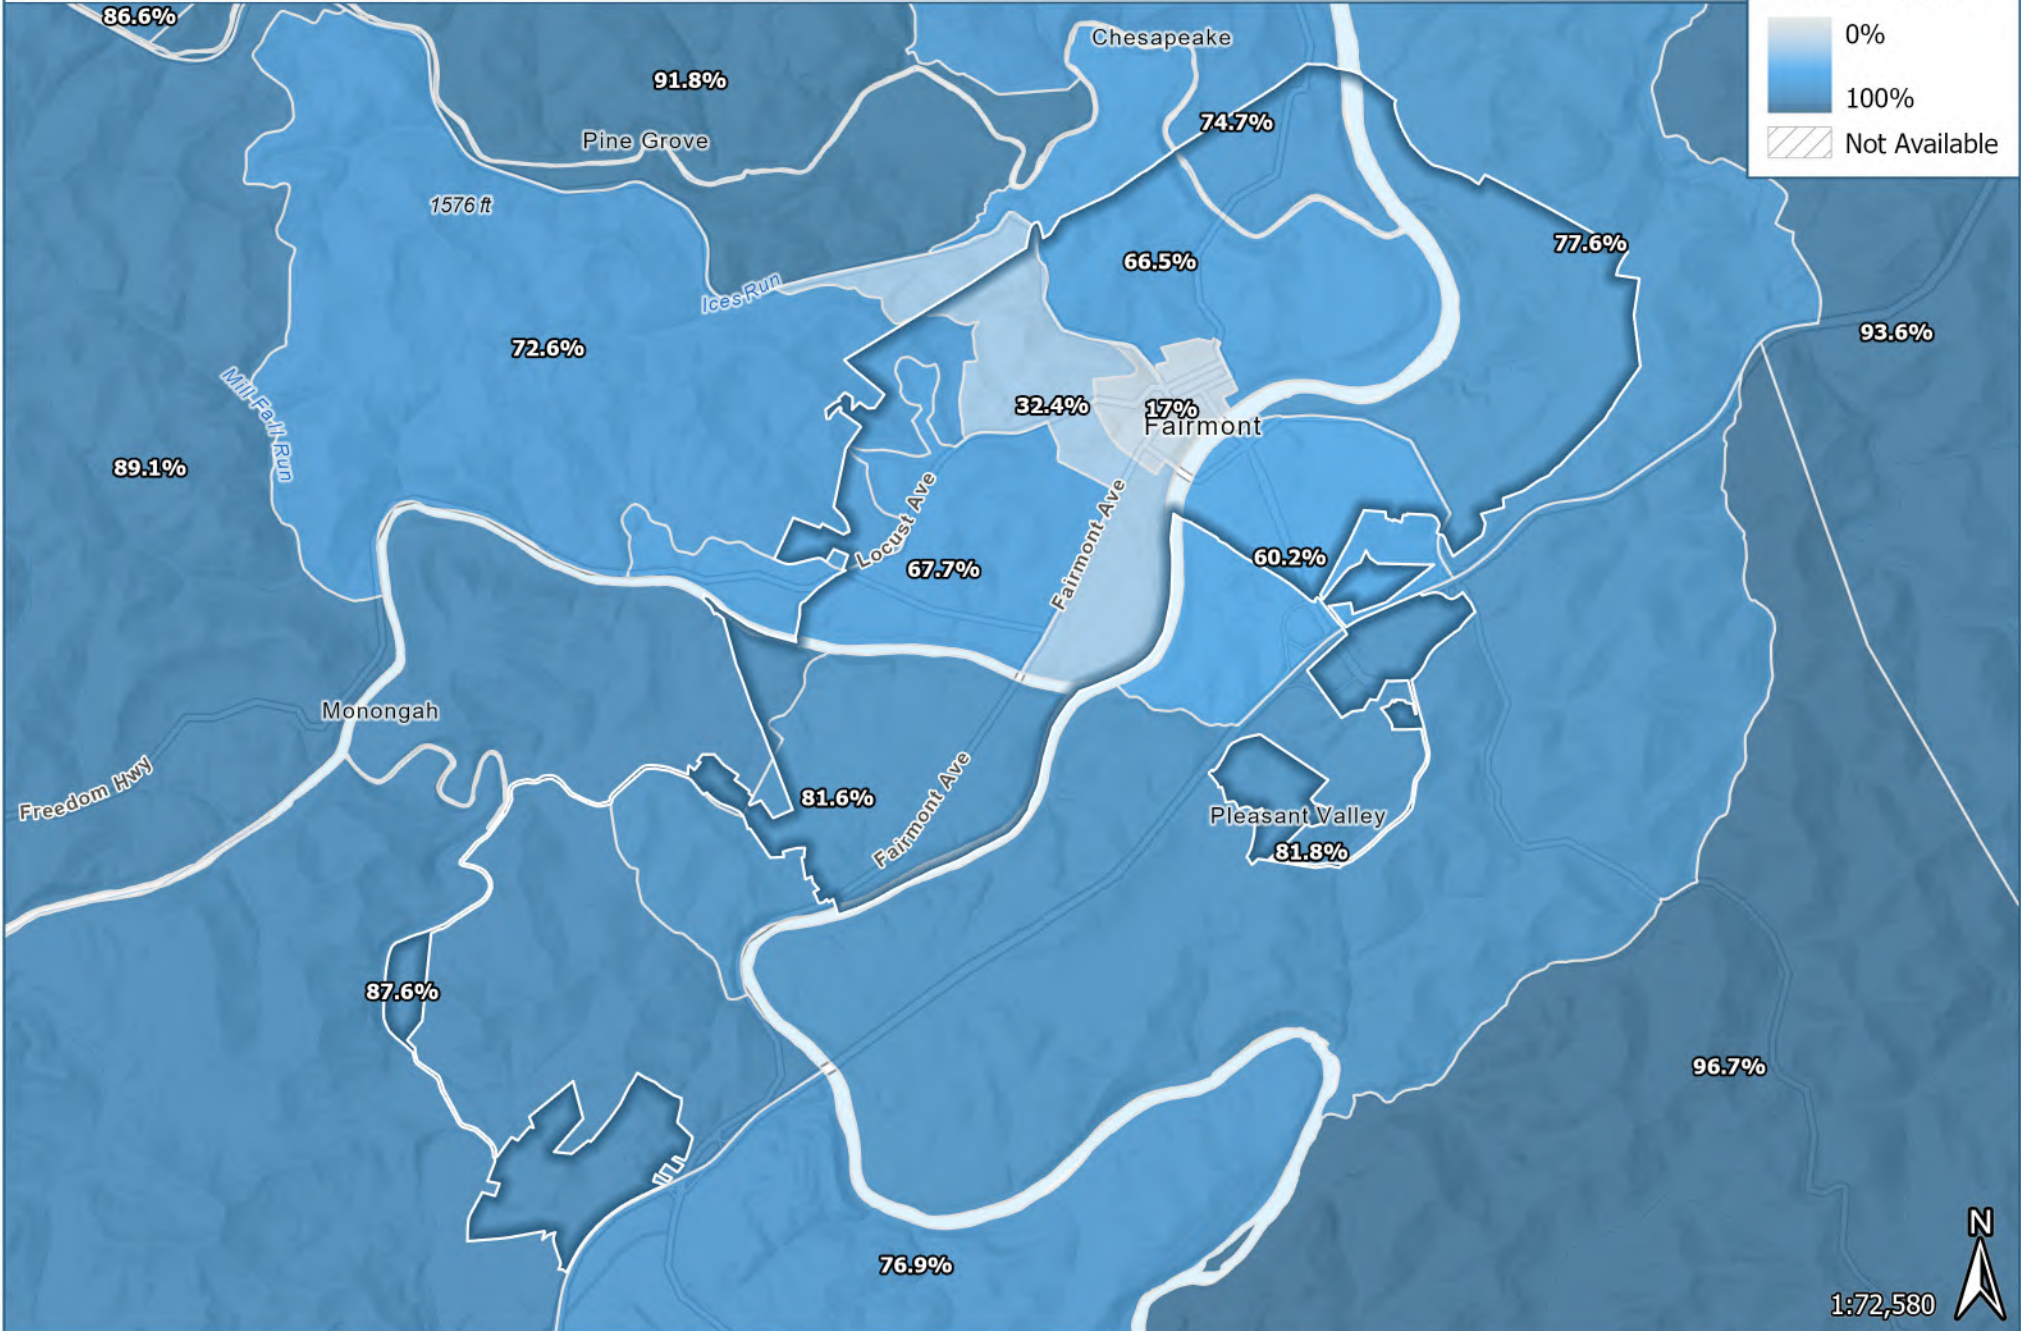 86.6%
Chesapeake
0%
91.8%
100%
74.7%
Pine Grove
Not Available
1576 ft
77.6%
66.5%
Ices Run
93.6%
72.6%
Mill Fall Run
32.4%
17%
Fairmont
89.1%
Locust Ave
Fairmont Ave
60.2%
67.7%
Monongah
Freedom Hwy
81.6%
Fairmont Ave
Pleasant Valley
81.8%
87.6%
96.7%
N
76.9%
1:72,580